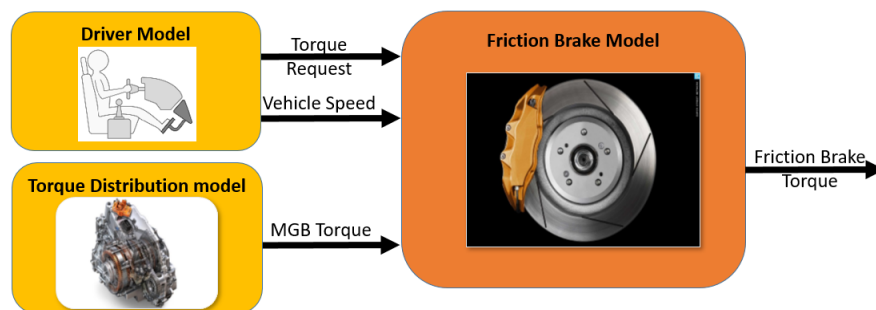 Driver Model
Torque
Request
Vehicle Speed
Torque Distribution model
MGB Torque
Friction Brake Model
Friction Brake
Torque